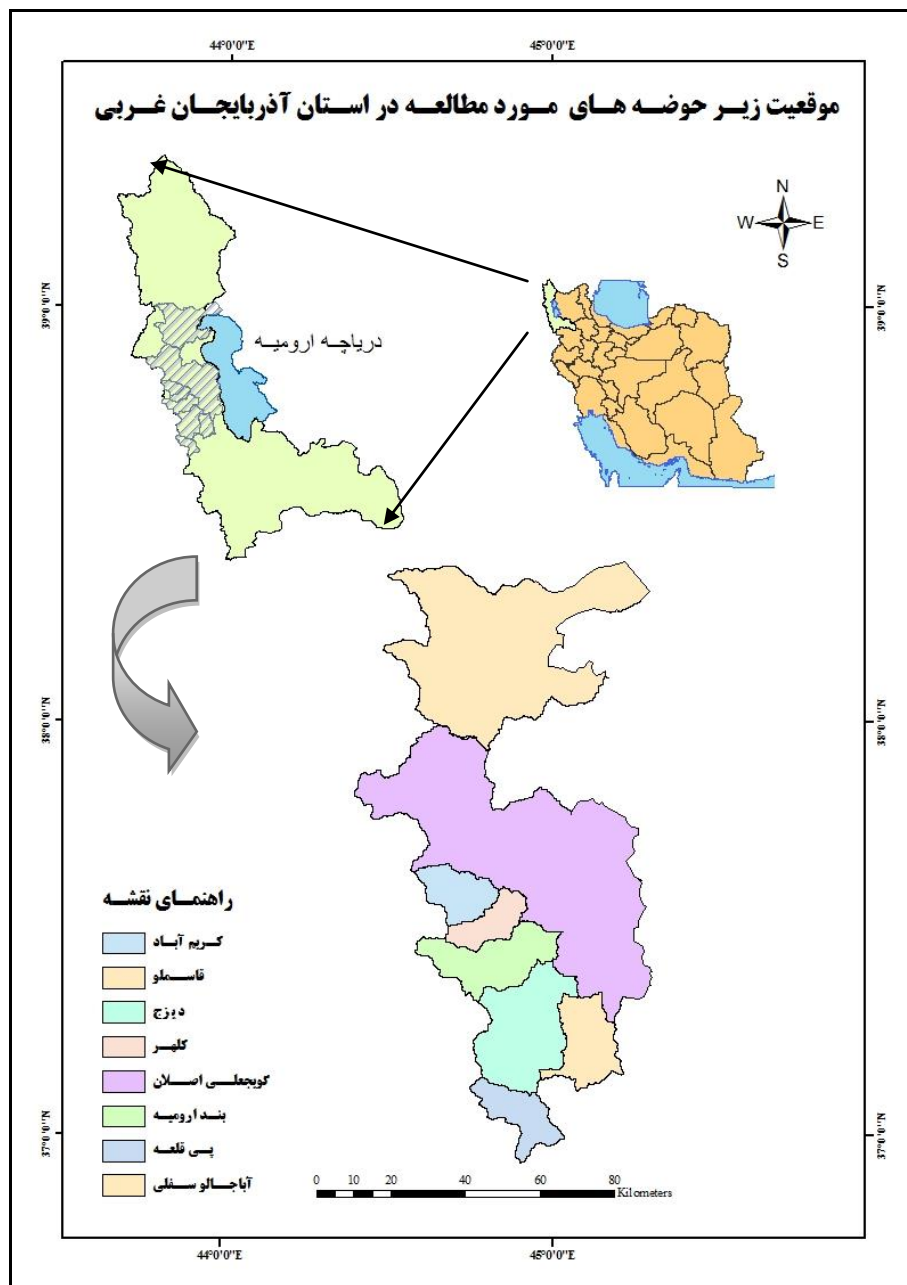 44°0'0"E 45°0'0"E
موقعیت زیر حوضه های مورد مطالعه در استان آذربایجان غربی
N
W E
S
39°0'0"N 39°0'0"N
دریاچه ارومیه
38°0'0"N 38°0'0"N
راهنمای نقشه
کریم آباد
قاسملو
دیزج
کلهر
کویجعلی اصلان
بند ارومیه
پی قلعه
آباجالو سفلی
37°0'0"N 37°0'0"N
0 10 20 40 60 80
Kilometers
44°0'0"E 45°0'0"E